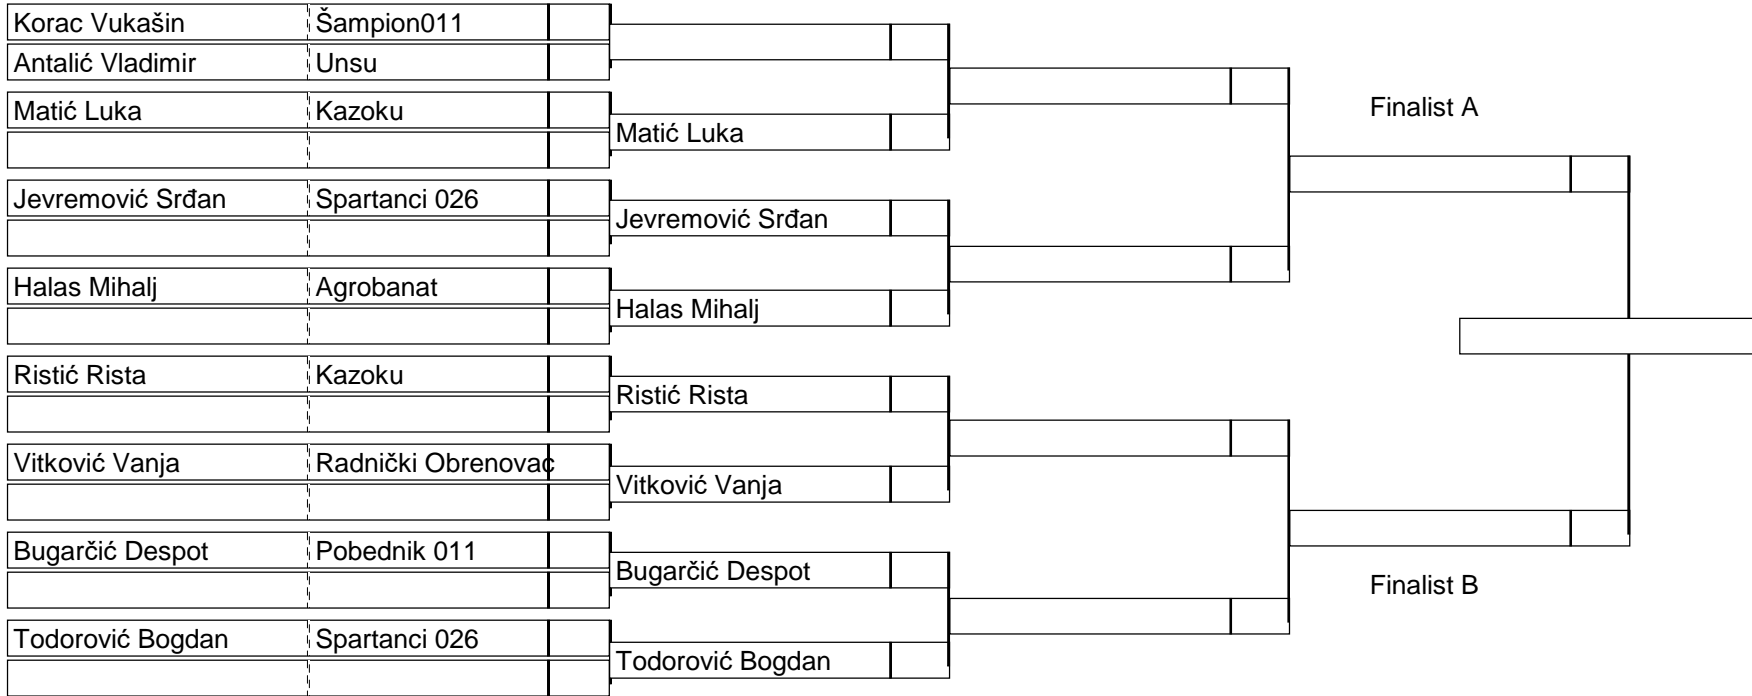 Korac Vukašin Šampion011
Antalić Vladimir Unsu
Matić Luka Kazoku
Matić Luka
Jevremović Srđan Spartanci 026
Jevremović Srđan
Halas Mihalj Agrobanat
Halas Mihalj
Ristić Rista Kazoku
Ristić Rista
Vitković Vanja Radnički Obrenovac
Vitković Vanja
Bugarčić Despot Pobednik 011
Bugarčić Despot
Todorović Bogdan Spartanci 026
Todorović Bogdan
Finalist A
Finalist B